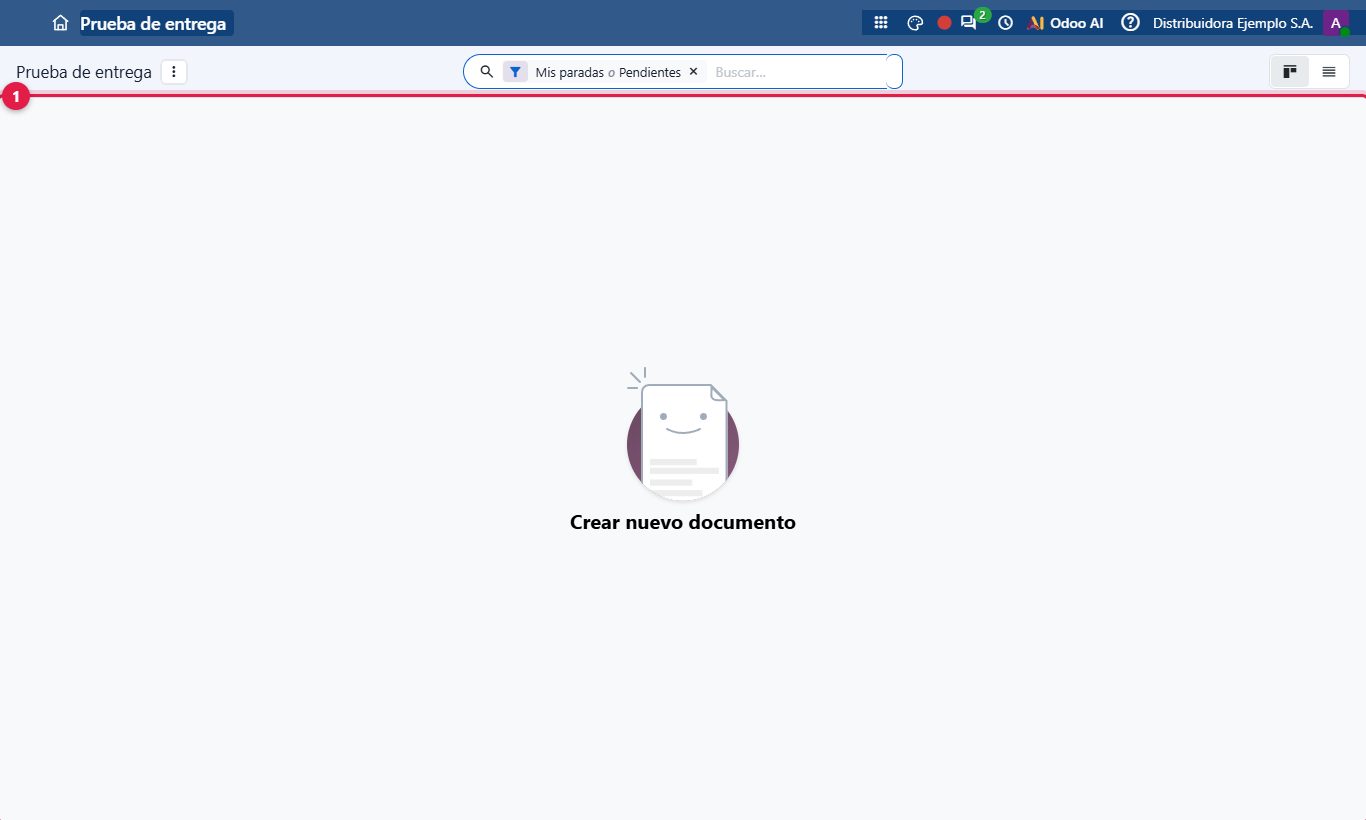 Prueba de entrega
2
Odoo AI
Distribuidora Ejemplo S.A.
A
Prueba de entrega
Mis paradas o Pendientes
Buscar...
1
Crear nuevo documento